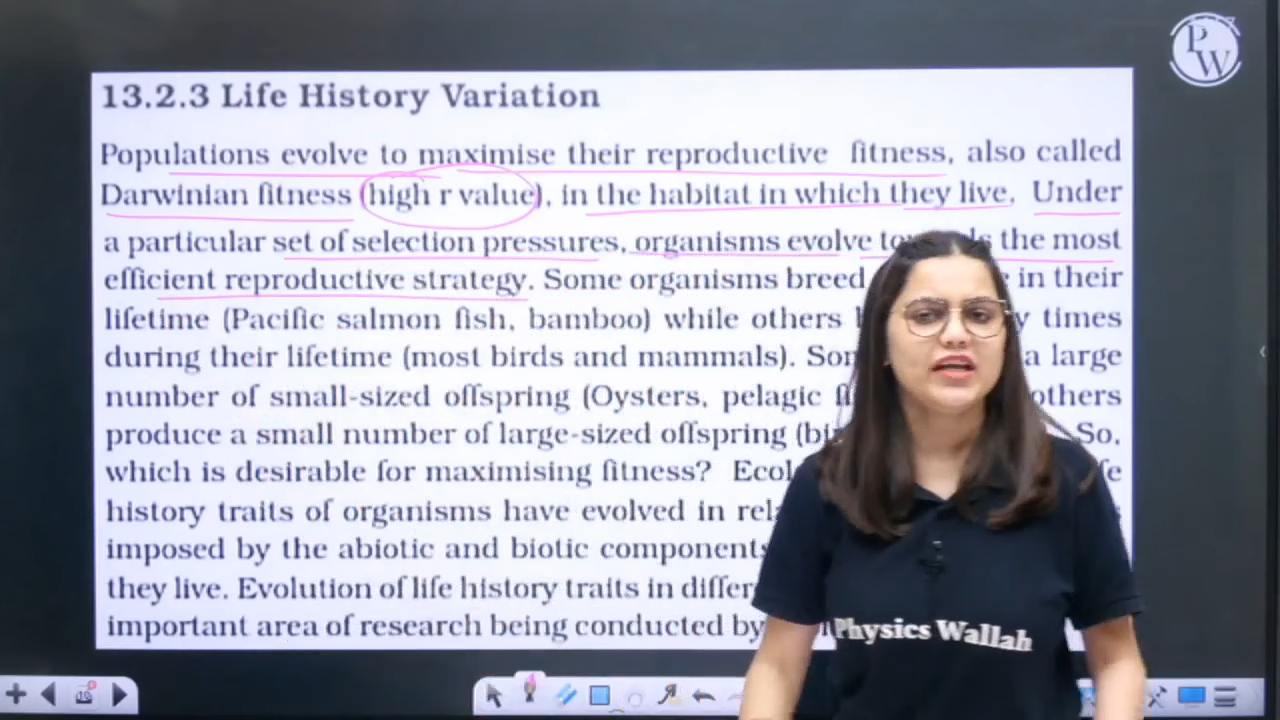 PW
13.2.3 Life History Variation
Populations evolve to maximise their reproductive fitness, also called
Darwinian fitness (high r value), in the habitat in which they live. Under
a particular set of selection pressures, organisms evolve the most
efficient reproductive strategy. Some organisms breed in their
lifetime (Pacific salmon fish, bamboo) while others times
during their lifetime (most birds and mammals). a large
number of small-sized offspring (Oysters, pelagic others
produce a small number of large-sized offspring ( So,
which is desirable for maximising fitness?
history traits of organisms have evolved in
imposed by the abiotic and biotic components
they live. Evolution of life history traits in
important area of research being conducted by
Physics Wallah